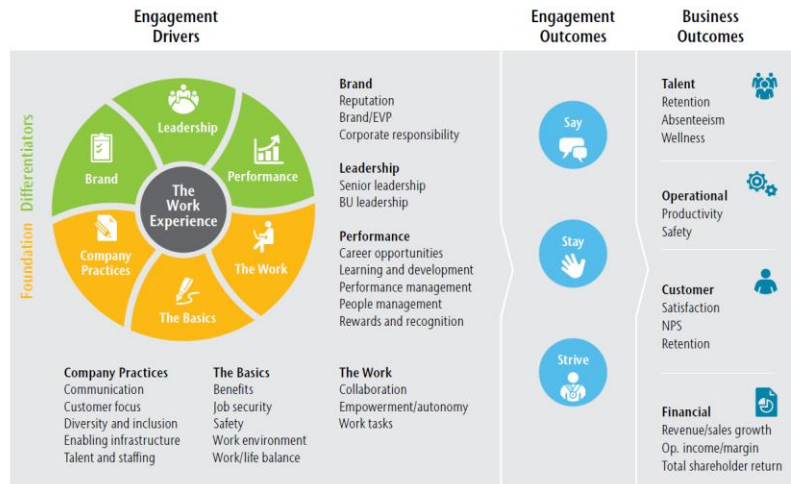 Engagement
Drivers
Engagement
Outcomes
Business
Outcomes
Differentiators
Foundation
Leadership
Brand
Performance
The
Work
Experience
Company
Practices
The Work
The Basics
Brand
Reputation
Brand/EVP
Corporate responsibility
Leadership
Senior leadership
BU leadership
Performance
Career opportunities
Learning and development
Performance management
People management
Rewards and recognition
Company Practices
Communication
Customer focus
Diversity and inclusion
Enabling infrastructure
Talent and staffing
The Basics
Benefits
Job security
Safety
Work environment
Work/life balance
The Work
Collaboration
Empowerment/autonomy
Work tasks
Say
Stay
Strive
Talent
Retention
Absenteeism
Wellness
Operational
Productivity
Safety
Customer
Satisfaction
NPS
Retention
Financial
Revenue/sales growth
Op. income/margin
Total shareholder return